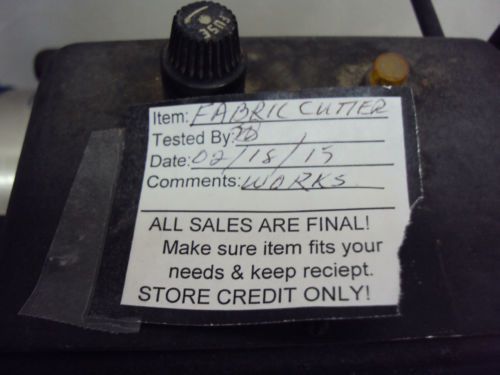 FUSE
Item: FABRIC CUTTER
Tested By: PB
Date: 02/18/15
Comments: WORKS
ALL SALES ARE FINAL!
Make sure item fits your
needs & keep reciept.
STORE CREDIT ONLY!